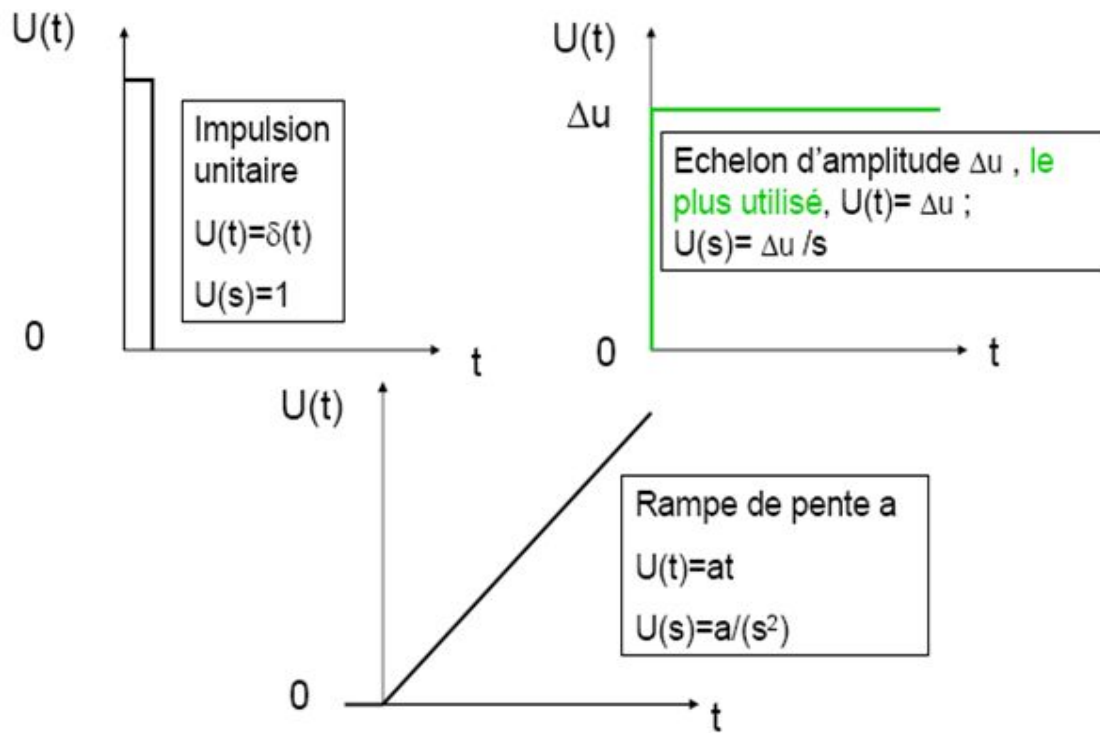 U(t)
Impulsion
unitaire
U(t)=δ(t)
U(s)=1
0
t
U(t)
Δu
Echelon d'amplitude Δu , le
plus utilisé, U(t)= Δu ;
U(s)= Δu /s
0
t
U(t)
Rampe de pente a
U(t)=at
U(s)=a/(s²)
0
t